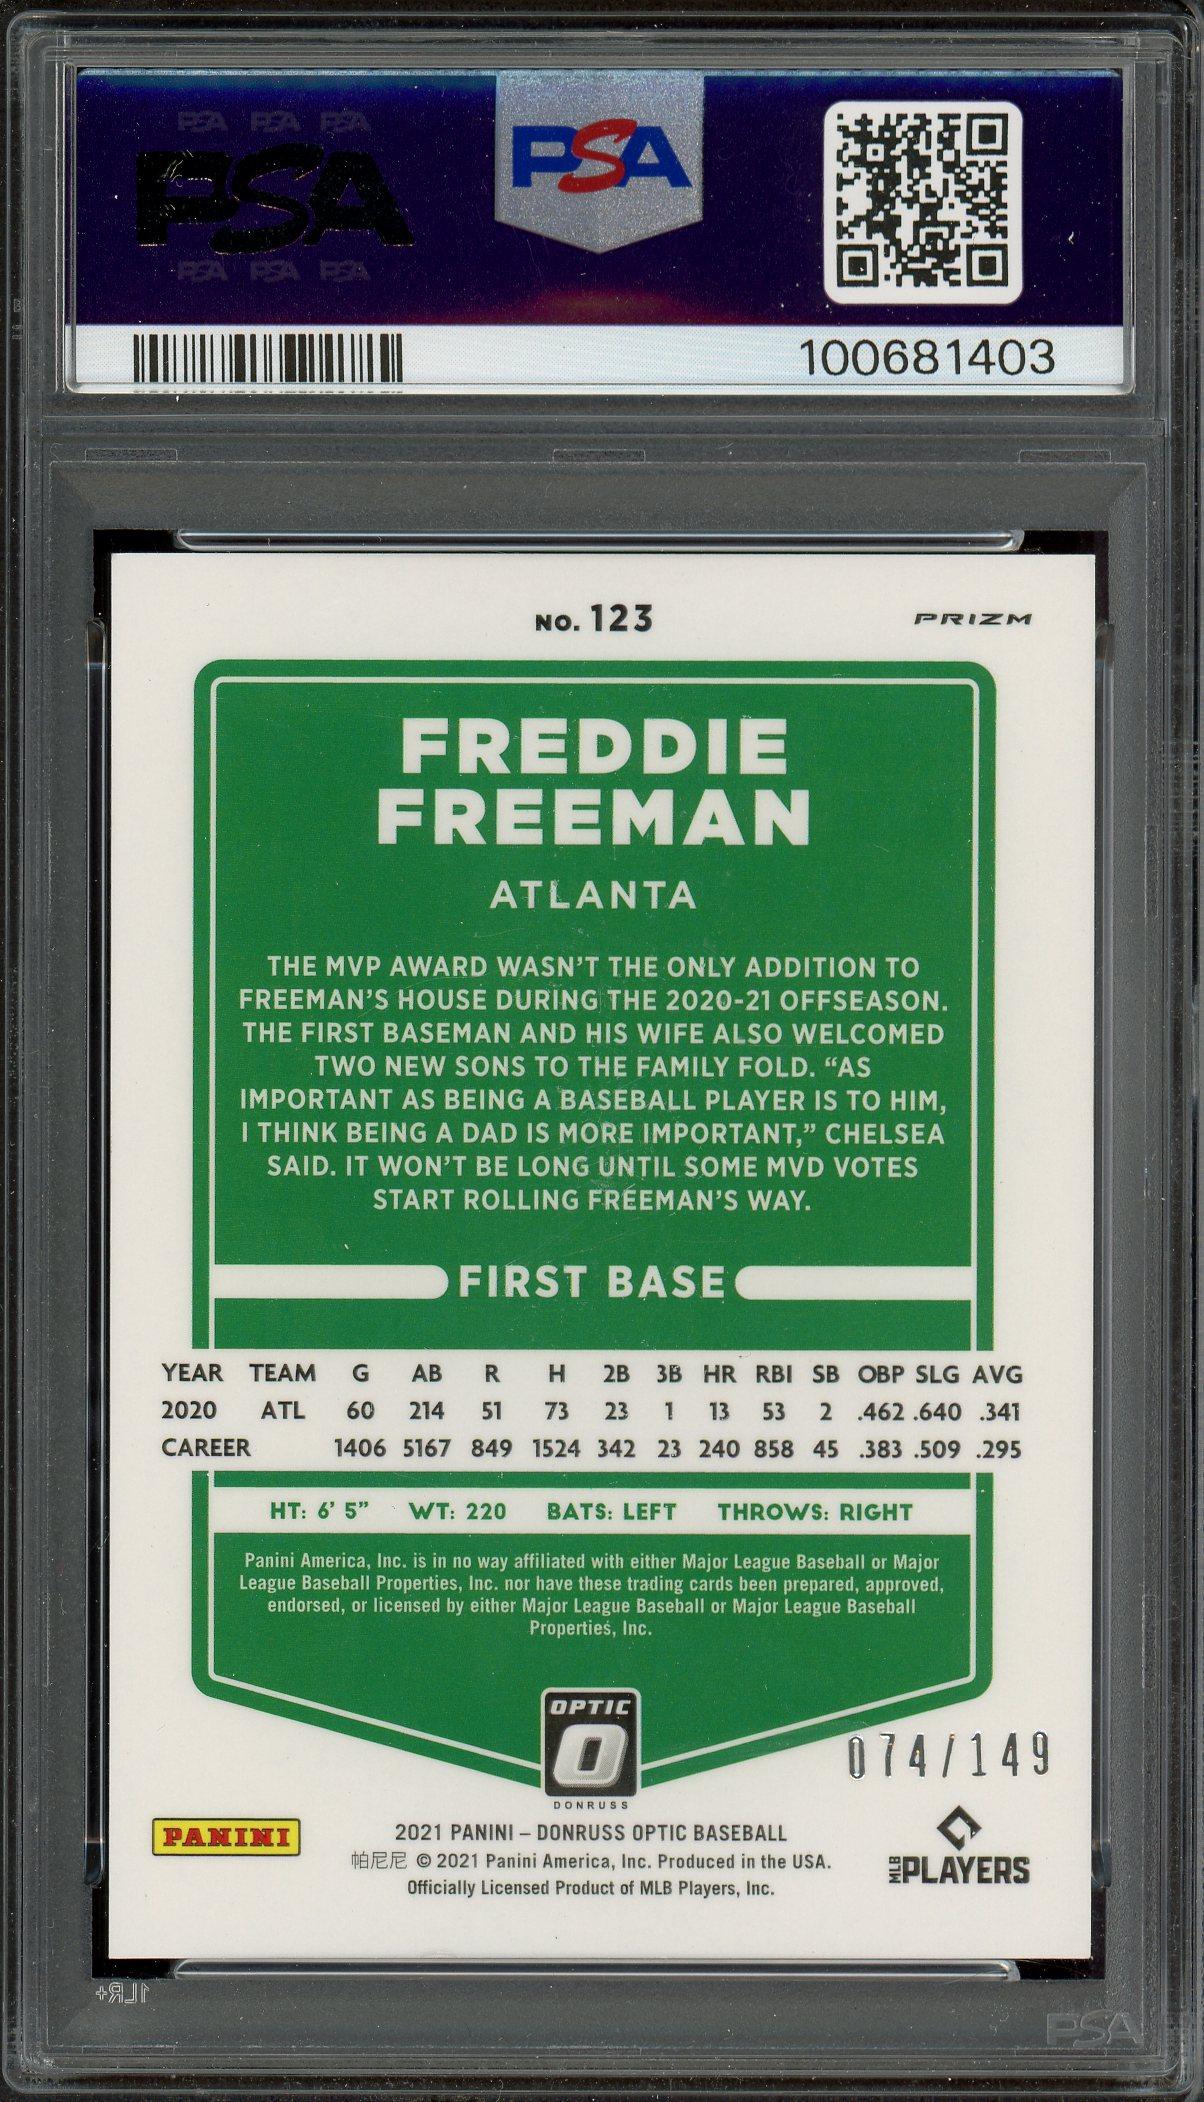 PSA PSA PSA
PSA
PSA PSA PSA
PSA
100681403
NO. 123
PRIZM
FREDDIE
FREEMAN
ATLANTA
THE MVP AWARD WASN'T THE ONLY ADDITION TO
FREEMAN'S HOUSE DURING THE 2020-21 OFFSEASON.
THE FIRST BASEMAN AND HIS WIFE ALSO WELCOMED
TWO NEW SONS TO THE FAMILY FOLD. “AS
IMPORTANT AS BEING A BASEBALL PLAYER IS TO HIM,
I THINK BEING A DAD IS MORE IMPORTANT,” CHELSEA
SAID. IT WON'T BE LONG UNTIL SOME MVD VOTES
START ROLLING FREEMAN'S WAY.
FIRST BASE
YEAR TEAM G AB R H 2B 3B HR RBI SB OBP SLG AVG
2020 ATL 60 214 51 73 23 1 13 53 2 .462 .640 .341
CAREER 1406 5167 849 1524 342 23 240 858 45 .383 .509 .295
HT: 6' 5” WT: 220 BATS: LEFT THROWS: RIGHT
Panini America, Inc. is in no way affiliated with either Major League Baseball or Major
League Baseball Properties, Inc. nor have these trading cards been prepared, approved,
endorsed, or licensed by either Major League Baseball or Major League Baseball
Properties, Inc.
OPTIC
O
DONRUSS
074/149
PANINI
2021 PANINI – DONRUSS OPTIC BASEBALL
帕尼尼 © 2021 Panini America, Inc. Produced in the USA.
Officially Licensed Product of MLB Players, Inc.
MLB PLAYERS
1LR+
PSA